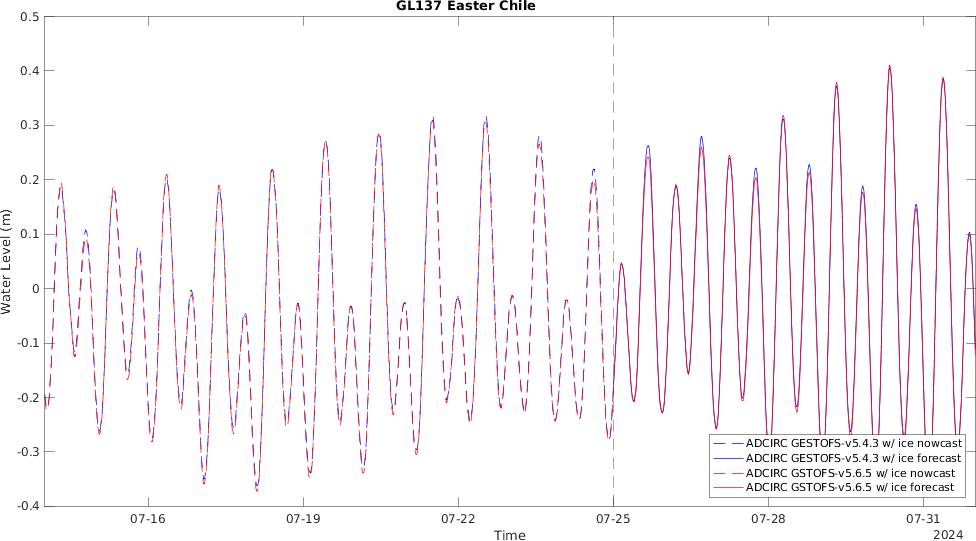 GL137 Easter Chile
0.5
0.4
0.3
0.2
0.1
0
-0.1
-0.2
-0.3
-0.4
Water Level (m)
07-16
07-19
07-22
07-25
07-28
07-31
Time
2024
ADCIRC GESTOFS-v5.4.3 w/ ice nowcast
ADCIRC GESTOFS-v5.4.3 w/ ice forecast
ADCIRC GSTOFS-v5.6.5 w/ ice nowcast
ADCIRC GSTOFS-v5.6.5 w/ ice forecast